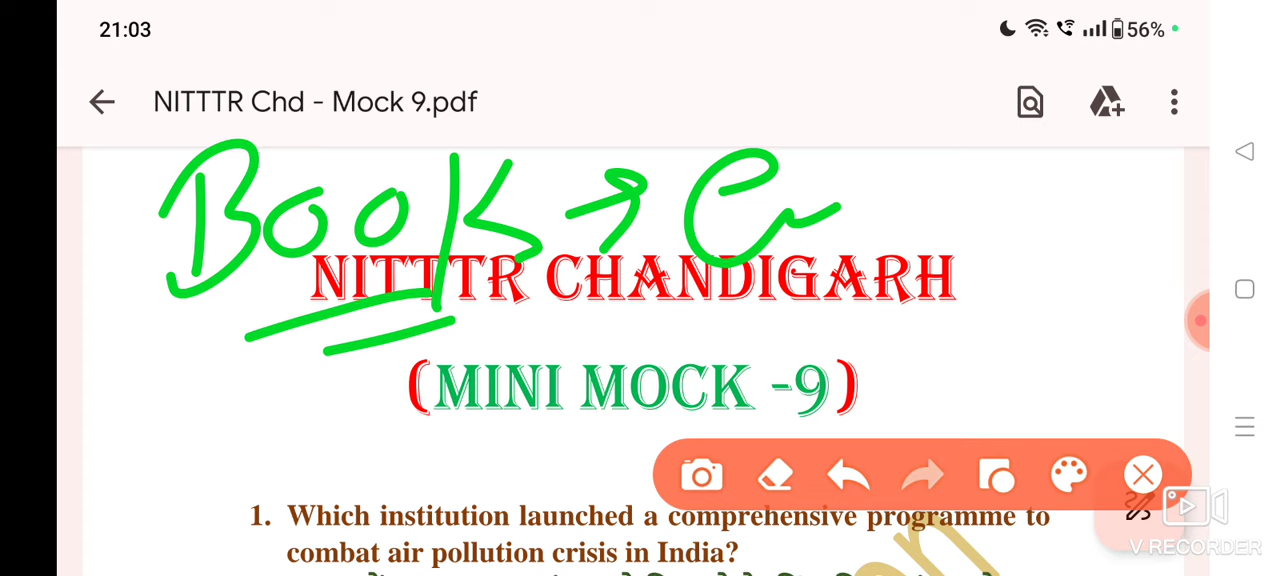 21:03 56%
NITTTR Chd - Mock 9.pdf
Book →
NITTTR CHANDIGARH
(MINI MOCK -9)
1. Which institution launched a comprehensive programme to
combat air pollution crisis in India?
V RECORDER